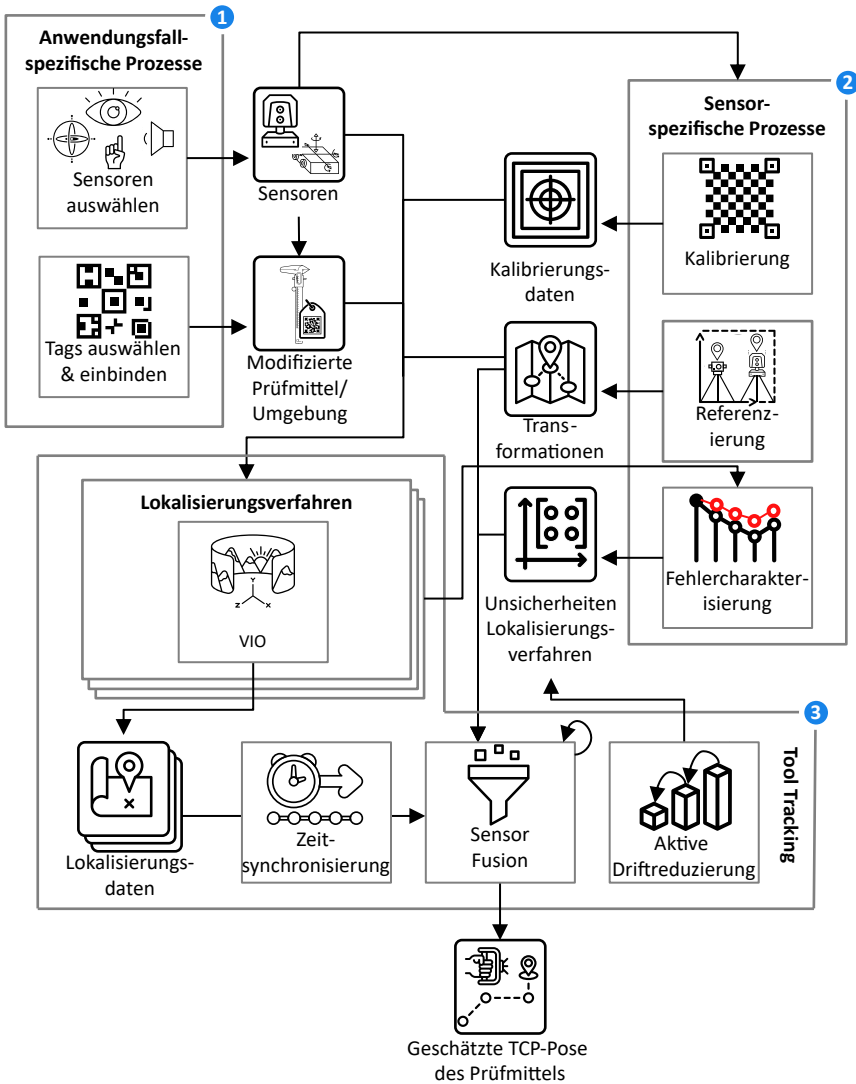 1
Anwendungsfall-
spezifische Prozesse
Sensoren
auswählen
Tags auswählen
& einbinden
Sensoren
Modifizierte
Prüfmittel/
Umgebung
2
Sensor-
spezifische Prozesse
Kalibrierung
Kalibrierungs-
daten
Referenz-
ierung
Trans-
formationen
Fehlercharakter-
isierung
Unsicherheiten
Lokalisierungs-
verfahren
Lokalisierungsverfahren
Y
Z
X
VIO
3
Tool Tracking
x
Lokalisierungs-
daten
Zeit-
synchronisierung
Sensor
Fusion
Aktive
Driftreduzierung
Geschätzte TCP-Pose
des Prüfmittels